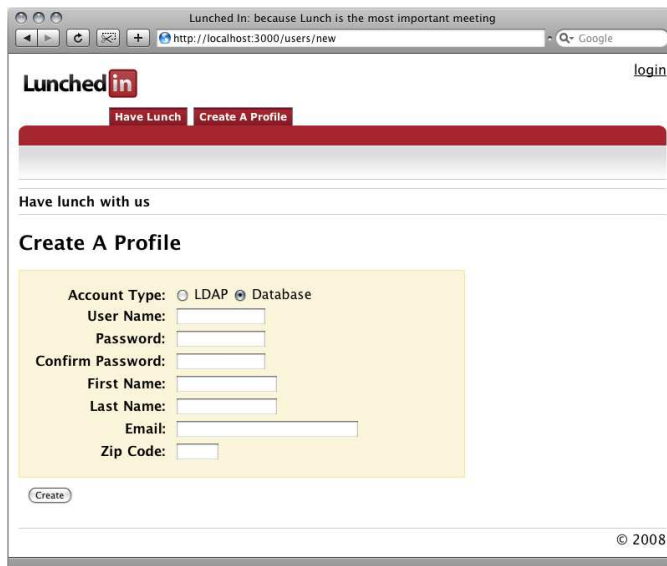 Lunched In: because Lunch is the most important meeting
http://localhost:3000/users/new
Google
login
Lunched in
Have Lunch Create A Profile
Have lunch with us
Create A Profile
Account Type: LDAP Database
User Name:
Password:
Confirm Password:
First Name:
Last Name:
Email:
Zip Code:
Create
© 2008